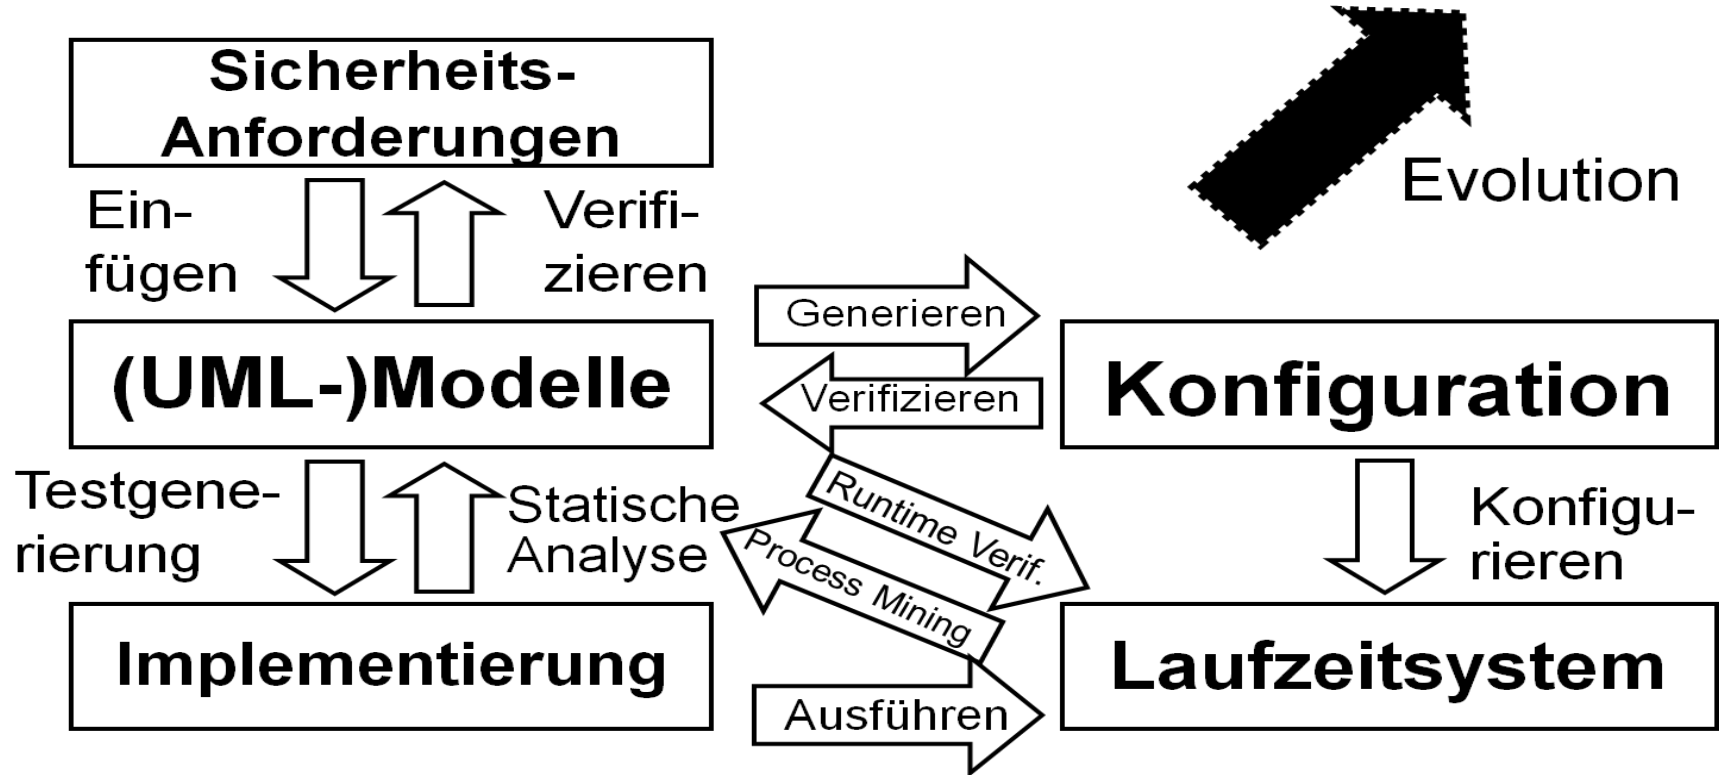 Sicherheits-
Anforderungen
Evolution
Ein-
fügen
Verifi-
zieren
Generieren
(UML-)Modelle
Verifizieren
Konfiguration
Testgene-
rierung
Statische
Analyse
Runtime Verif.
Process Mining
Konfigu-
rieren
Implementierung
Ausführen
Laufzeitsystem